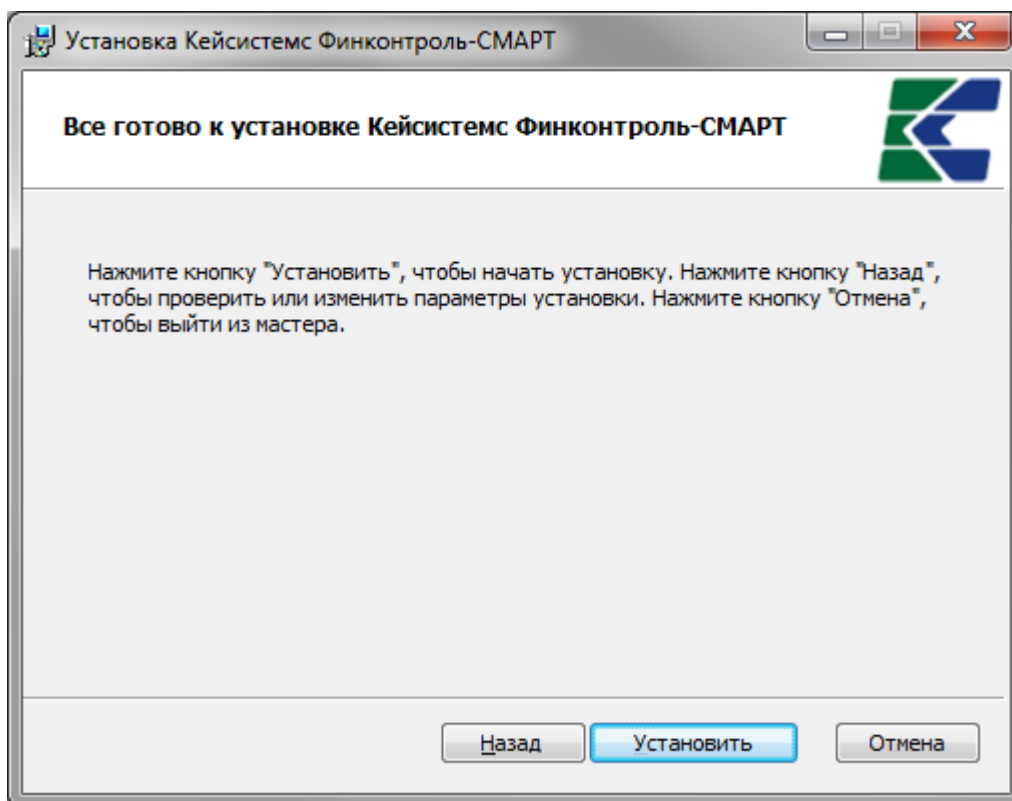 Установка Кейсистемс Финконтроль-СМАРТ
Все готово к установке Кейсистемс Финконтроль-СМАРТ
Нажмите кнопку "Установить", чтобы начать установку. Нажмите кнопку "Назад",
чтобы проверить или изменить параметры установки. Нажмите кнопку "Отмена",
чтобы выйти из мастера.
Назад Установить Отмена